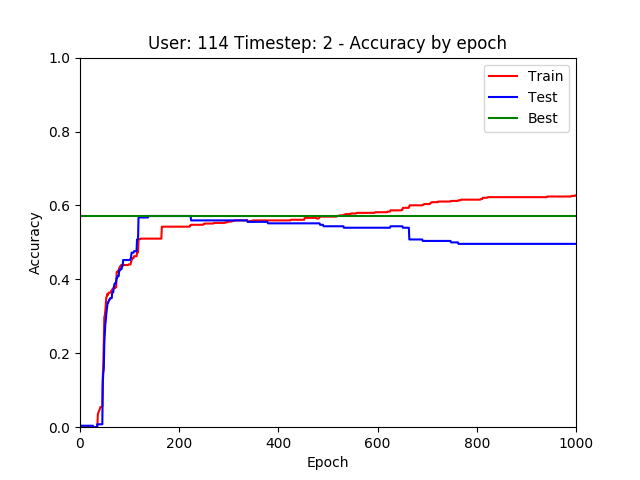 User: 114 Timestep: 2 - Accuracy by epoch
1.0
0.8
0.6
0.4
0.2
0.0
Accuracy
Train
Test
Best
0 200 400 600 800 1000
Epoch